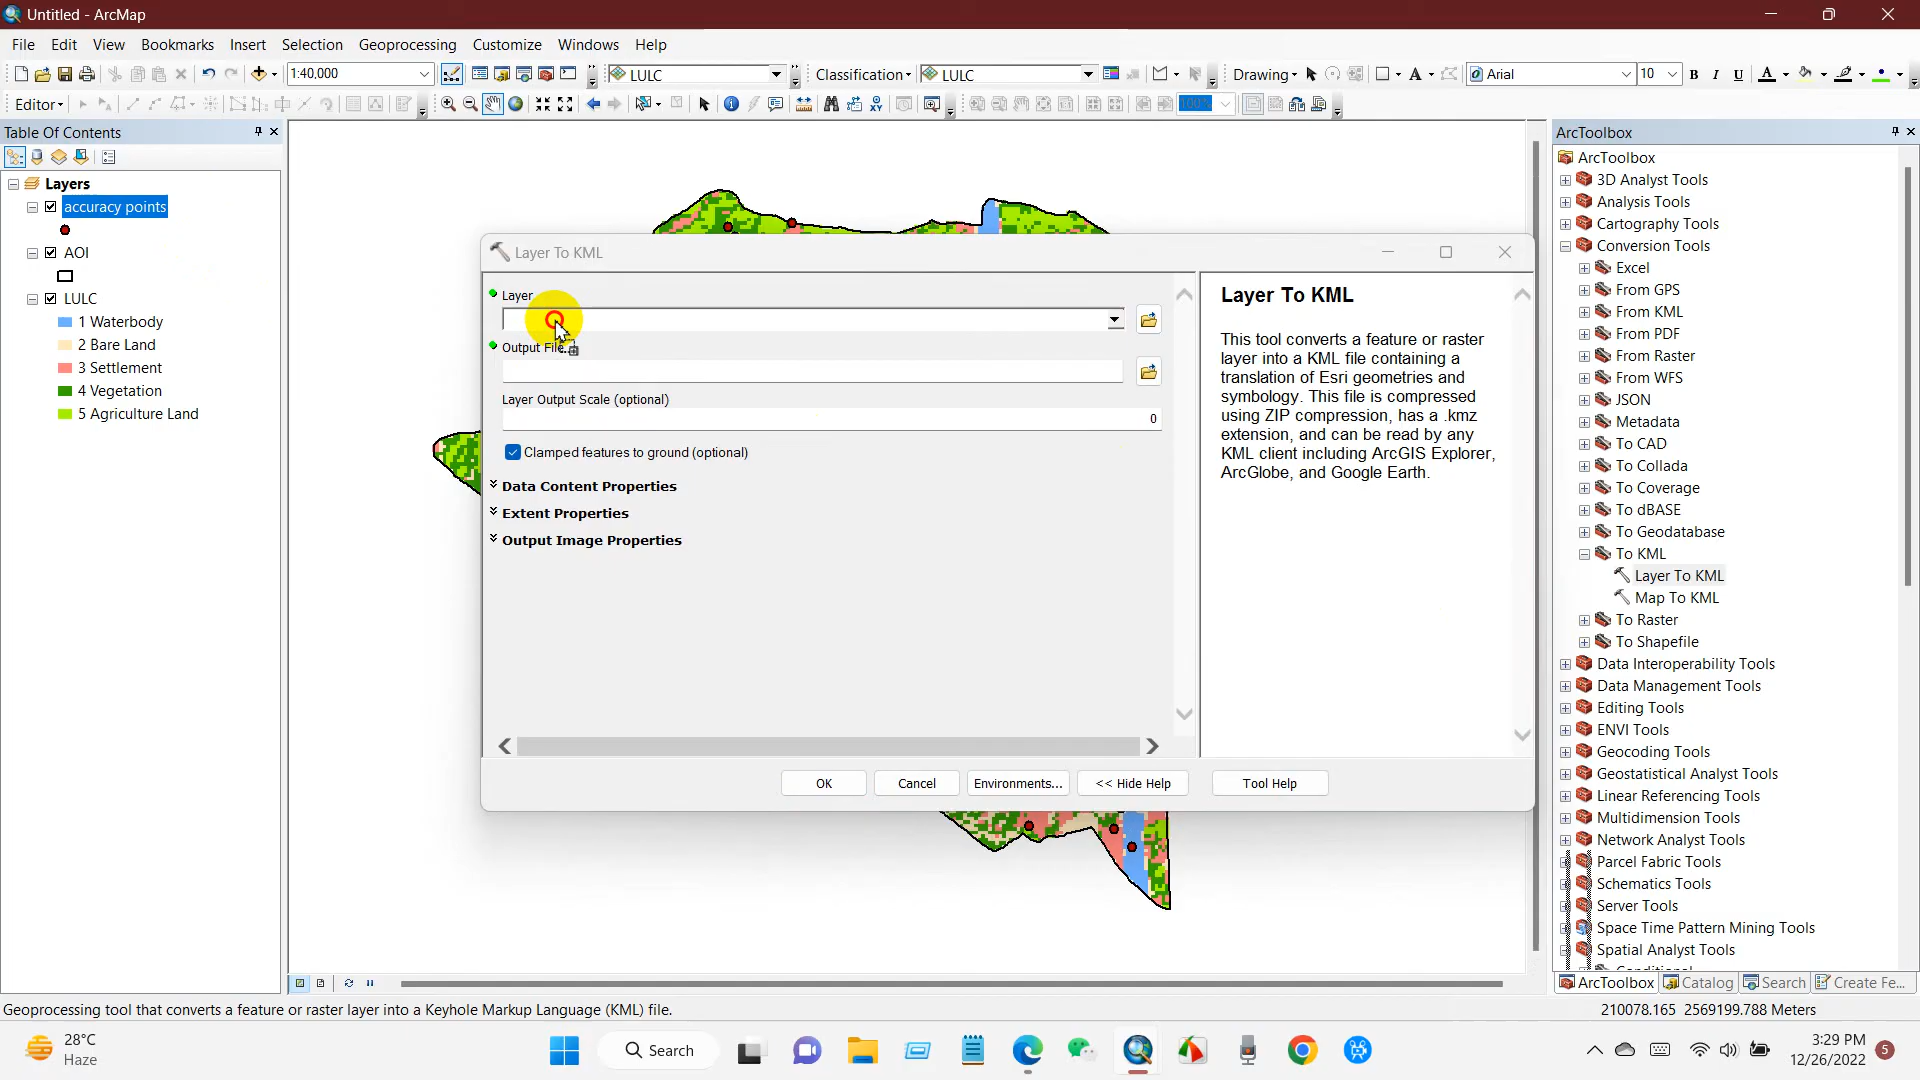 Untitled - ArcMap
File Edit View Bookmarks Insert Selection Geoprocessing Customize Windows Help
1:40,000 LULC Classification LULC Drawing Arial 10 B I U A
Editor 100%
Table Of Contents
Layers
accuracy points
AOI
LULC
1 Waterbody
2 Bare Land
3 Settlement
4 Vegetation
5 Agriculture Land
Layer To KML
Layer
Output File
Layer Output Scale (optional)
0
Clamped features to ground (optional)
Data Content Properties
Extent Properties
Output Image Properties
OK Cancel Environments... << Hide Help Tool Help
Layer To KML
This tool converts a feature or raster
layer into a KML file containing a
translation of Esri geometries and
symbology. This file is compressed
using ZIP compression, has a .kmz
extension, and can be read by any
KML client including ArcGIS Explorer,
ArcGlobe, and Google Earth.
ArcToolbox
ArcToolbox
3D Analyst Tools
Analysis Tools
Cartography Tools
Conversion Tools
Excel
From GPS
From KML
From PDF
From Raster
From WFS
JSON
Metadata
To CAD
To Collada
To Coverage
To dBASE
To Geodatabase
To KML
Layer To KML
Map To KML
To Raster
To Shapefile
Data Interoperability Tools
Data Management Tools
Editing Tools
ENVI Tools
Geocoding Tools
Geostatistical Analyst Tools
Linear Referencing Tools
Multidimension Tools
Network Analyst Tools
Parcel Fabric Tools
Schematics Tools
Server Tools
Space Time Pattern Mining Tools
Spatial Analyst Tools
ArcToolbox Catalog Search Create Fe...
Geoprocessing tool that converts a feature or raster layer into a Keyhole Markup Language (KML) file.
210078.165 2569199.788 Meters
28°C
Haze
Search
3:29 PM
12/26/2022
5